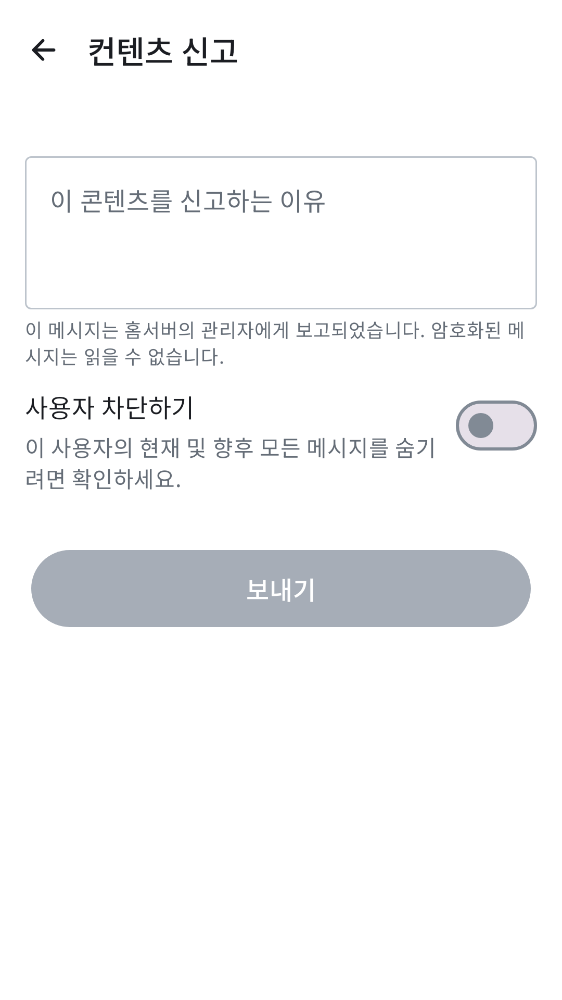 컨텐츠 신고
이 콘텐츠를 신고하는 이유
이 메시지는 홈서버의 관리자에게 보고되었습니다. 암호화된 메
시지는 읽을 수 없습니다.
사용자 차단하기
이 사용자의 현재 및 향후 모든 메시지를 숨기
려면 확인하세요.
보내기